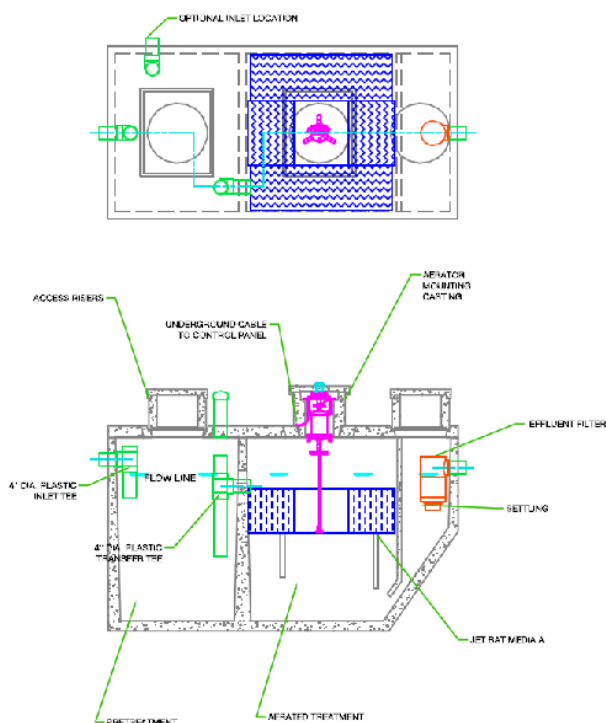 OPTIONAL INLET LOCATION
AERATOR
MOUNTING
CASTING
ACCESS RISERS
UNDERGROUND CABLE
TO CONTROL PANEL
EFFLUENT FILTER
FLOW LINE
4" DIA. PLASTIC
INLET TEE
SETTLING
4" DIA. PLASTIC
TRANSFER TEE
JET BAT MEDIA A
AERATED TREATMENT
PRETREATMENT